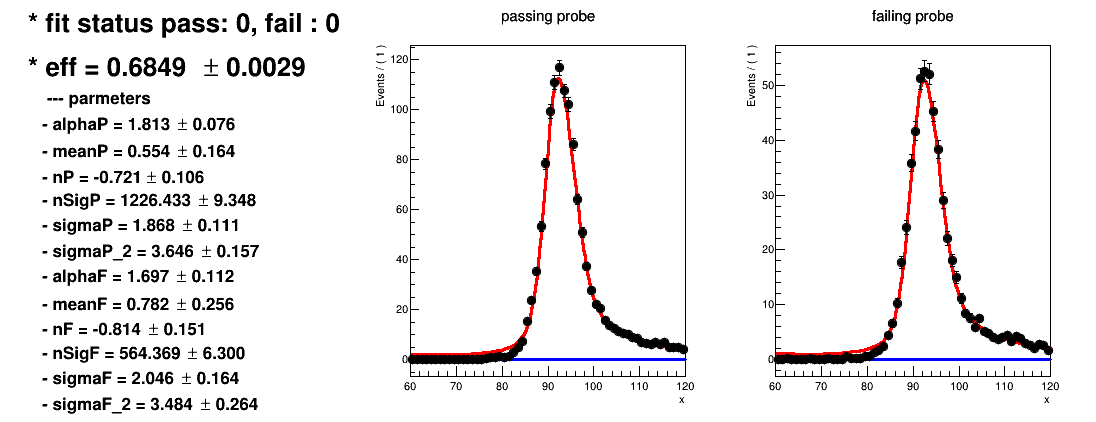 * fit status pass: 0, fail : 0
* eff = 0.6849 ± 0.0029
--- parmeters
- alphaP = 1.813 ± 0.076
- meanP = 0.554 ± 0.164
- nP = -0.721 ± 0.106
- nSigP = 1226.433 ± 9.348
- sigmaP = 1.868 ± 0.111
- sigmaP_2 = 3.646 ± 0.157
- alphaF = 1.697 ± 0.112
- meanF = 0.782 ± 0.256
- nF = -0.814 ± 0.151
- nSigF = 564.369 ± 6.300
- sigmaF = 2.046 ± 0.164
- sigmaF_2 = 3.484 ± 0.264
passing probe
Events / ( 1 )
120
100
80
60
40
20
0
60 70 80 90 100 110 120
x
failing probe
Events / ( 1 )
50
40
30
20
10
0
60 70 80 90 100 110 120
x